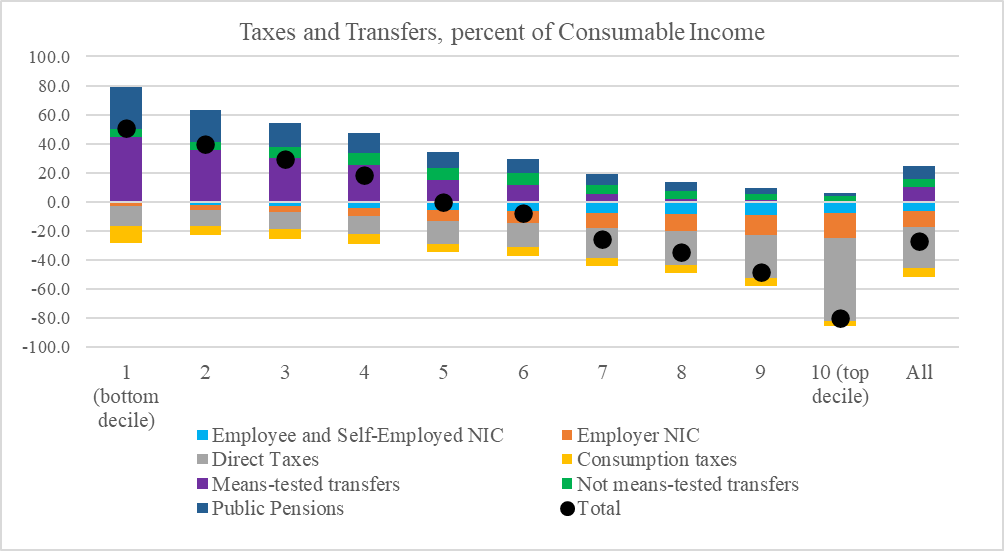 Taxes and Transfers, percent of Consumable Income
100.0
80.0
60.0
40.0
20.0
0.0
-20.0
-40.0
-60.0
-80.0
-100.0
1 2 3 4 5 6 7 8 9 10 (top All
(bottom decile)
decile)
Employee and Self-Employed NIC Employer NIC
Direct Taxes Consumption taxes
Means-tested transfers Not means-tested transfers
Public Pensions Total